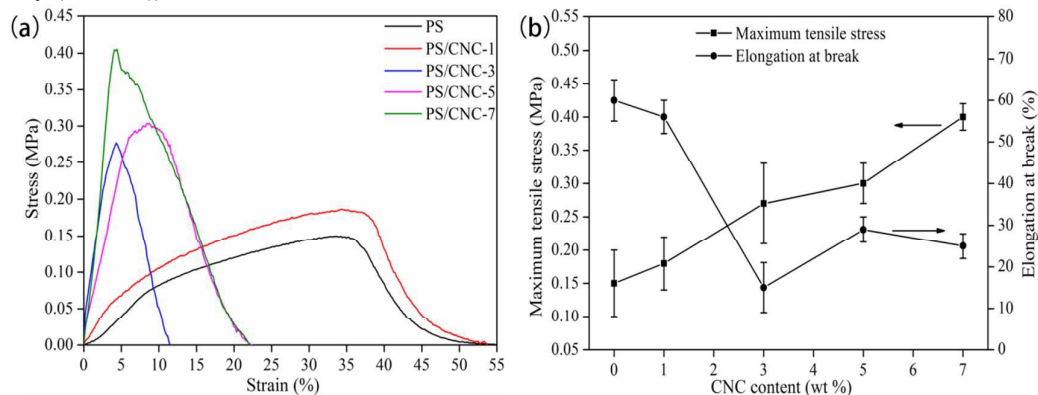 (a)
PS
PS/CNC-1
PS/CNC-3
PS/CNC-5
PS/CNC-7
Stress (MPa)
0.45
0.40
0.35
0.30
0.25
0.20
0.15
0.10
0.05
0.00
0 5 10 15 20 25 30 35 40 45 50 55
Strain (%)
(b)
Maximum tensile stress
Elongation at break
Maximum tensile stress (MPa)
0.55
0.50
0.45
0.40
0.35
0.30
0.25
0.20
0.15
0.10
0.05
0 1 2 3 4 5 6 7
CNC content (wt %)
80
70
60
50
40
30
20
10
0
Elongation at break (%)